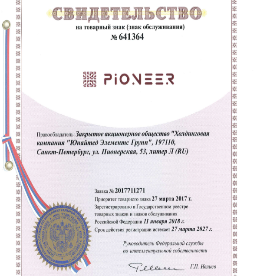 СВИДЕТЕЛЬСТВО
на товарный знак (знак обслуживания)
№ 641364
PIONEER
Правообладатель: Закрытое акционерное общество "Холдинговая
компания "Юнайтед Элементс Групп", 197110,
Санкт-Петербург, ул. Пионерская, 53, литер Л (RU)
Заявка № 2017711271
Приоритет товарного знака 27 марта 2017 г.
Зарегистрировано в Государственном реестре
товарных знаков и знаков обслуживания
Российской Федерации 11 января 2018 г.
Срок действия регистрации истекает 27 марта 2027 г.
Руководитель Федеральной службы
по интеллектуальной собственности
Г.П. Ивлиев